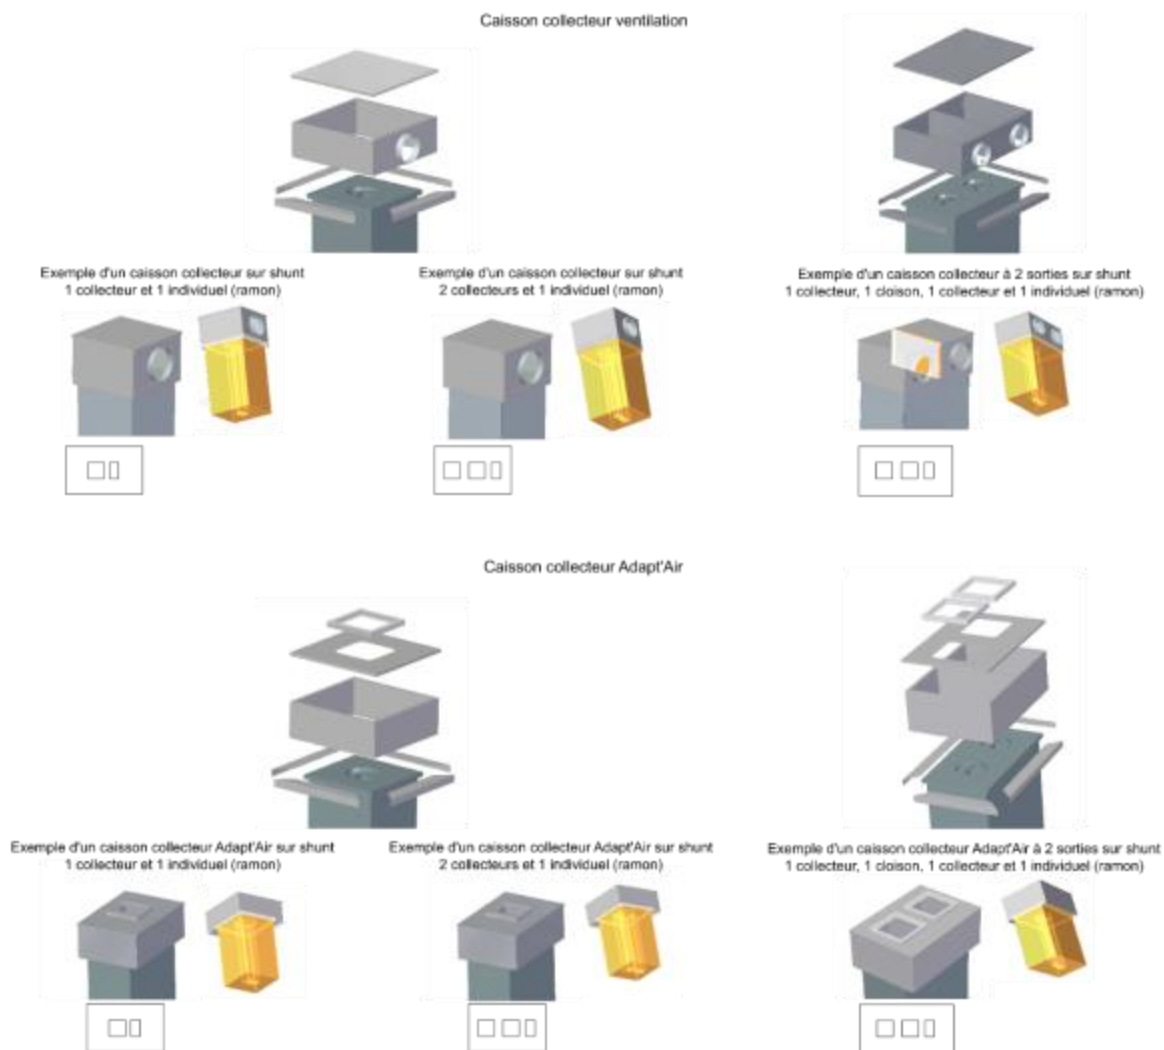 Caisson collecteur ventilation
Exemple d'un caisson collecteur sur shunt
1 collecteur et 1 individuel (ramon)
Exemple d'un caisson collecteur sur shunt
2 collecteurs et 1 individuel (ramon)
Exemple d'un caisson collecteur à 2 sorties sur shunt
1 collecteur, 1 cloison, 1 collecteur et 1 individuel (ramon)
Caisson collecteur Adapt'Air
Exemple d'un caisson collecteur Adapt'Air sur shunt
1 collecteur et 1 individuel (ramon)
Exemple d'un caisson collecteur Adapt'Air sur shunt
2 collecteurs et 1 individuel (ramon)
Exemple d'un caisson collecteur Adapt'Air à 2 sorties sur shunt
1 collecteur, 1 cloison, 1 collecteur et 1 individuel (ramon)